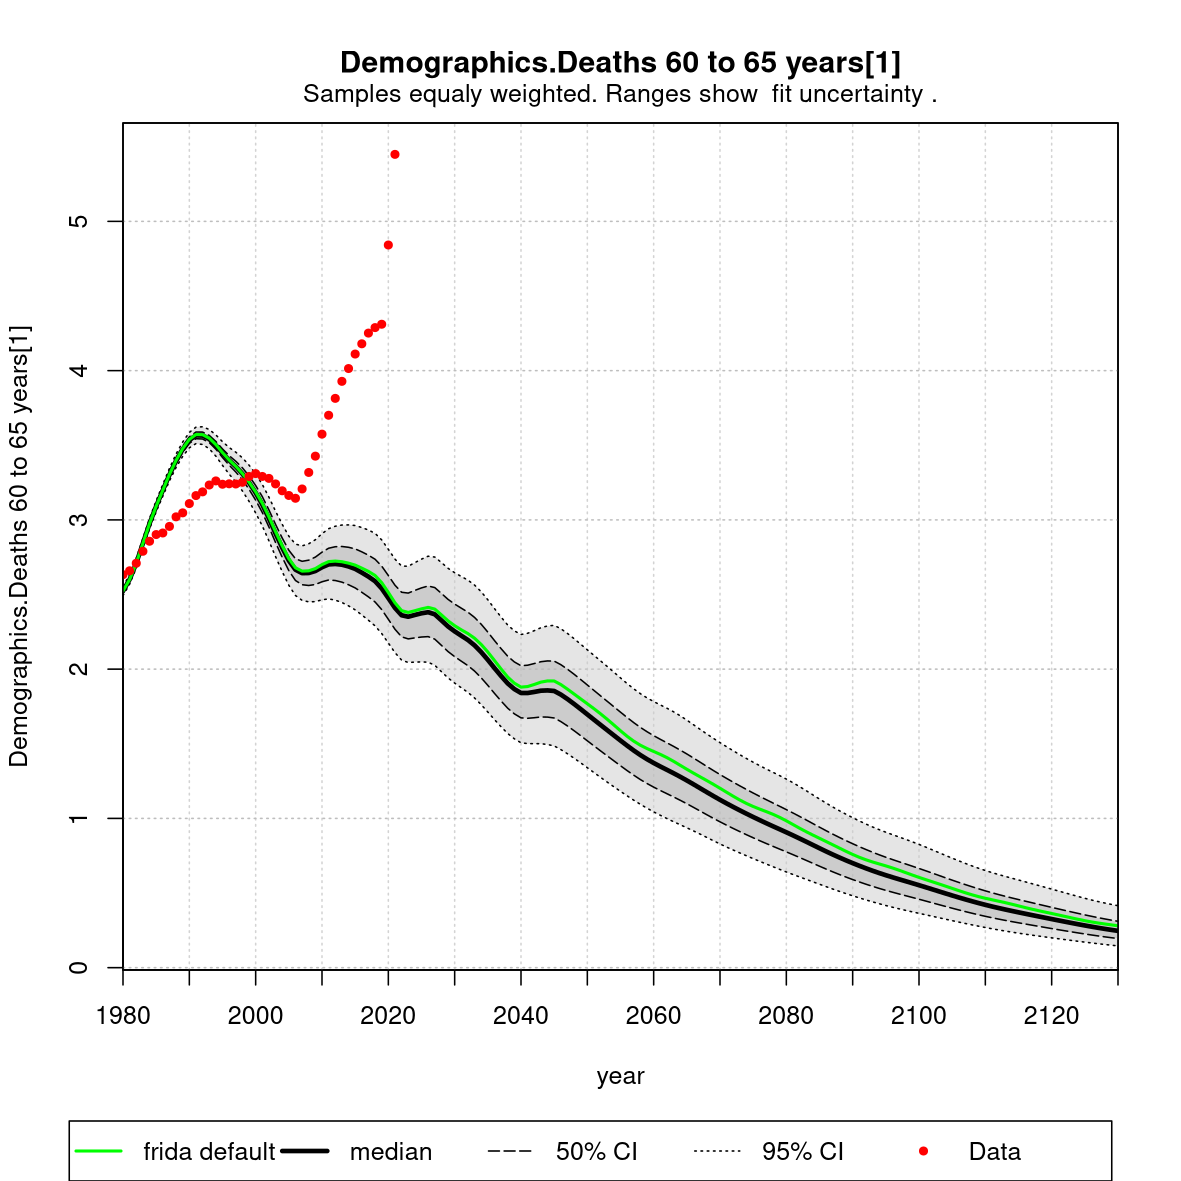 Demographics.Deaths 60 to 65 years[1]
Samples equaly weighted. Ranges show  fit uncertainty .
Demographics.Deaths 60 to 65 years[1]
5
4
3
2
1
0
1980 2000 2020 2040 2060 2080 2100 2120
year
frida default median 50% CI 95% CI Data